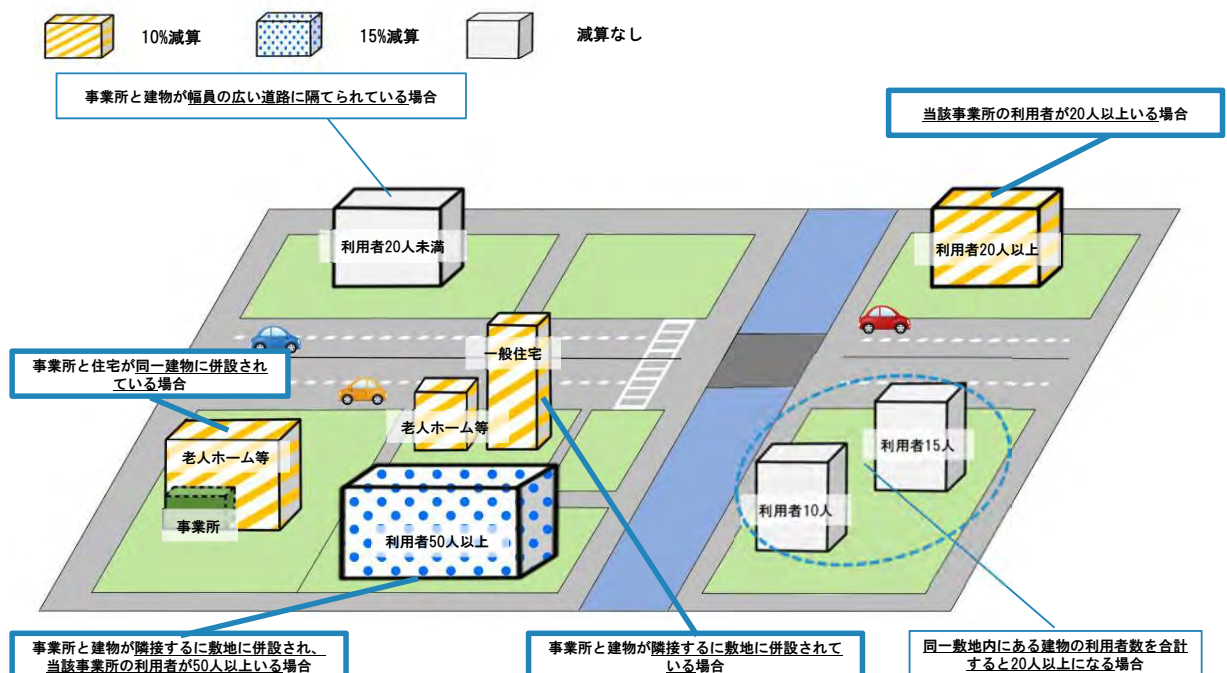 10%減算
15%減算
減算なし
事業所と建物が幅員の広い道路に隔てられている場合
当該事業所の利用者が20人以上いる場合
利用者20人未満
利用者20人以上
一般住宅
事業所と住宅が同一建物に併設され
ている場合
老人ホーム等
利用者15人
老人ホーム等
利用者10人
事業所
利用者50人以上
事業所と建物が隣接するに敷地に併設され、
当該事業所の利用者が50人以上いる場合
事業所と建物が隣接するに敷地に併設されて
いる場合
同一敷地内にある建物の利用者数を合計
すると20人以上になる場合